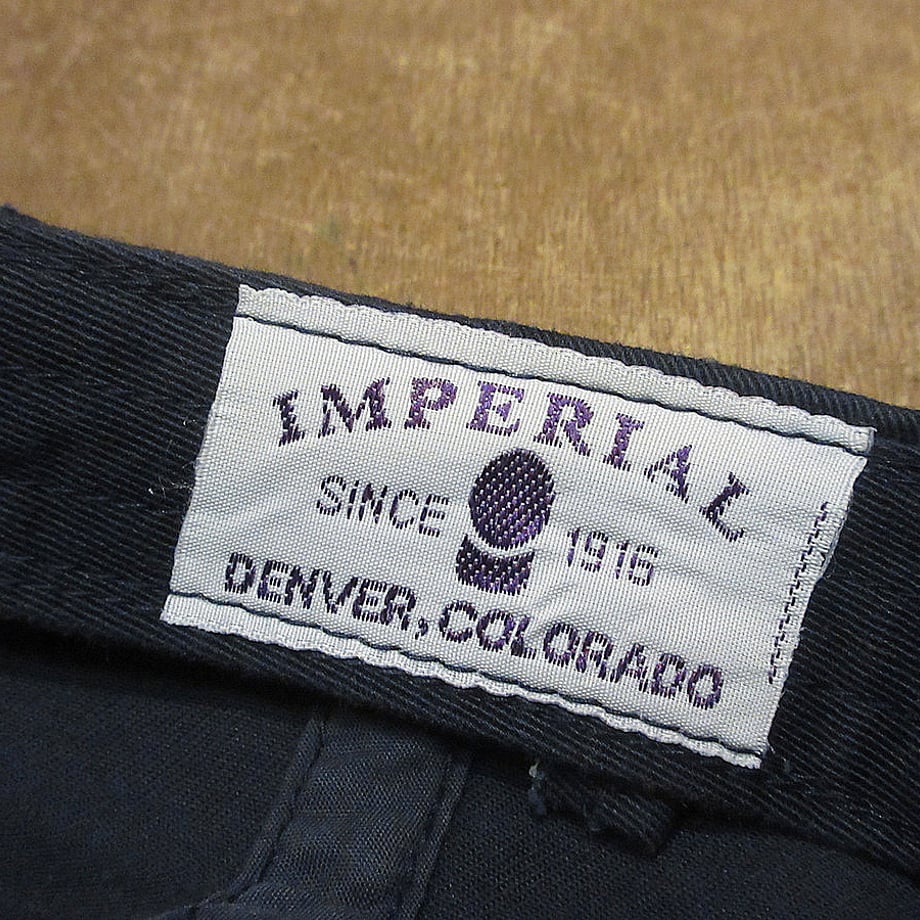 IMPERIAL
SINCE 1916
DENVER, COLORADO